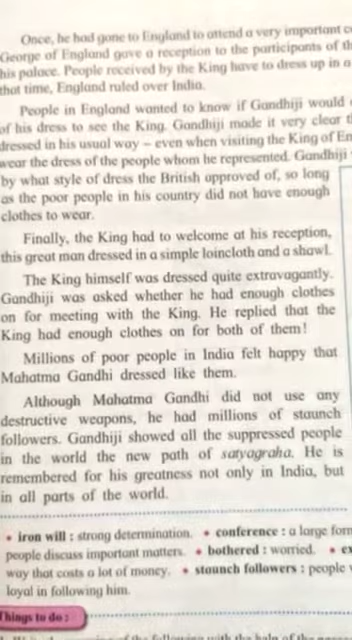 Once, he had gone to England to attend a very important
George of England gave a reception to the participants of
his palace. People received by the King have to dress up in a
that time, England ruled over India.
People in England wanted to know if Gandhiji would
of his dress to see the King. Gandhiji made it very clear
dressed in his usual way – even when visiting the King of
wear the dress of the people whom he represented. Gandhiji
by what style of dress the British approved of, so long
as the poor people in his country did not have enough
clothes to wear.
Finally, the King had to welcome at his reception,
this great man dressed in a simple loincloth and a shawl.
The King himself was dressed quite extravagantly.
Gandhiji was asked whether he had enough clothes
on for meeting with the King. He replied that the
King had enough clothes on for both of them!
Millions of poor people in India felt happy that
Mahatma Gandhi dressed like them.
Although Mahatma Gandhi did not use any
destructive weapons, he had millions of staunch
followers. Gandhiji showed all the suppressed people
in the world the new path of satyagraha. He is
remembered for his greatness not only in India, but
in all parts of the world.
• iron will : strong determination. • conference : a large
people discuss important matters. • bothered : worried. •
way that costs a lot of money. • staunch followers : people
loyal in following him.
Things to do :
of the following with the help of the